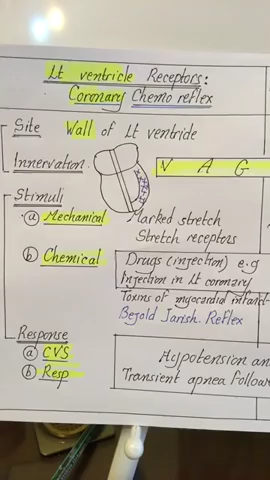 Lt ventricle Receptors:
Coronary Chemo reflex
Site Wall of Lt ventricle
Innervation V A G
Stimuli
(a) Mechanical Marked stretch
Stretch receptors
(b) Chemical Drugs (injection) e.g
Injection in Lt coronary
Toxins of myocardial infarct
Bezold Jarish. Reflex
Response
(a) CVS Hypotension an
(b) Resp Transient apnea follow